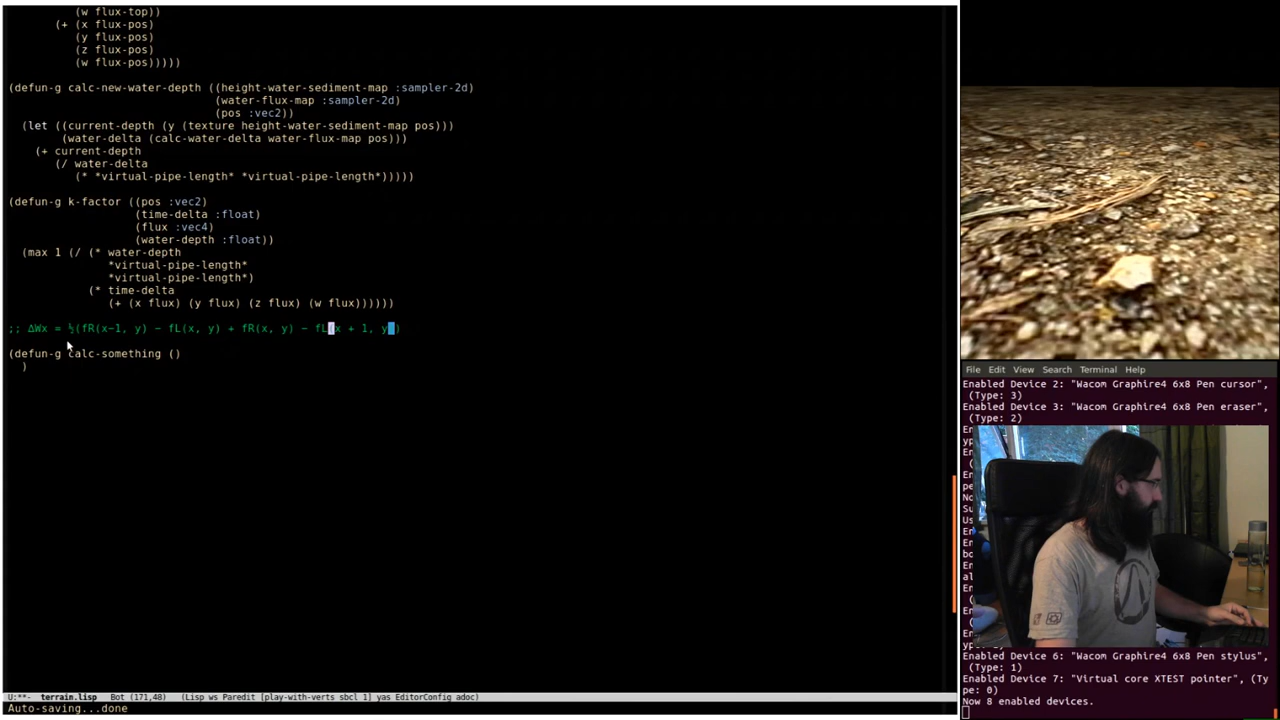 (w flux-top))
(+ (x flux-pos)
(y flux-pos)
(z flux-pos)
(w flux-pos)))))
(defun-g calc-new-water-depth ((height-water-sediment-map :sampler-2d)
(water-flux-map :sampler-2d)
(pos :vec2))
(let ((current-depth (y (texture height-water-sediment-map pos)))
(water-delta (calc-water-delta water-flux-map pos)))
(+ current-depth
(/ water-delta
(* *virtual-pipe-length* *virtual-pipe-length*)))))
(defun-g k-factor ((pos :vec2)
(time-delta :float)
(flux :vec4)
(water-depth :float))
(max 1 (/ (* water-depth
*virtual-pipe-length*
*virtual-pipe-length*)
(* time-delta
(+ (x flux) (y flux) (z flux) (w flux))))))
;; ΔWx = ½(fR(x−1, y) − fL(x, y) + fR(x, y) − fL(x + 1, y))
(defun-g calc-something ()
)
U:**- terrain.lisp Bot (171,48) (Lisp ws Paredit [play-with-verts sbcl 1] yas EditorConfig adoc)
Auto-saving...done
File Edit View Search Terminal Help
Enabled Device 2: "Wacom Graphire4 6x8 Pen cursor",
(Type: 3)
Enabled Device 3: "Wacom Graphire4 6x8 Pen eraser",
(Type: 2)
Enabled Device 6: "Wacom Graphire4 6x8 Pen stylus",
(Type: 1)
Enabled Device 7: "Virtual core XTEST pointer", (Ty
pe: 0)
Now 8 enabled devices.